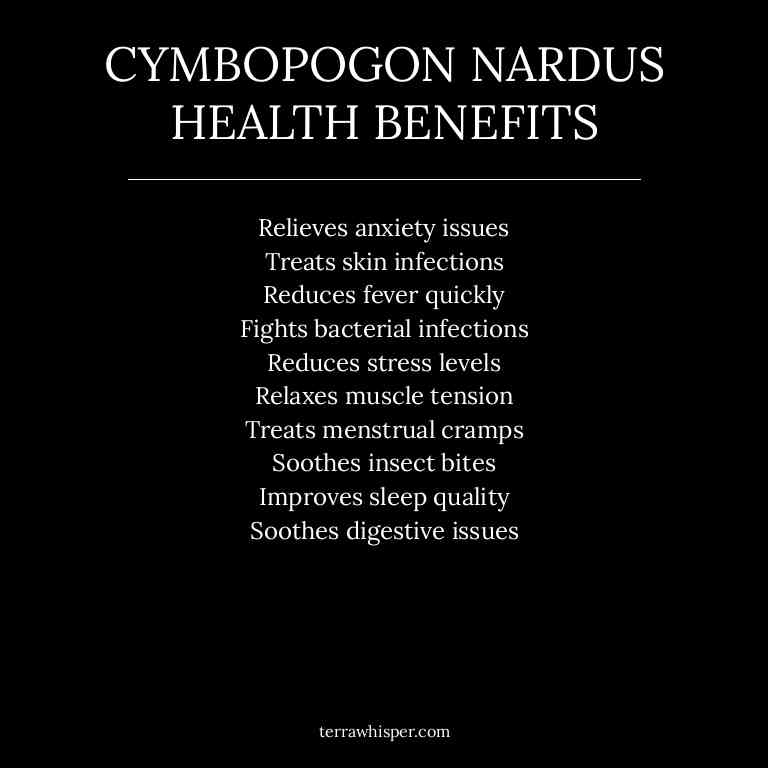 CYMBOPOGON NARDUS
HEALTH BENEFITS
Relieves anxiety issues
Treats skin infections
Reduces fever quickly
Fights bacterial infections
Reduces stress levels
Relaxes muscle tension
Treats menstrual cramps
Soothes insect bites
Improves sleep quality
Soothes digestive issues
terrawhisper.com